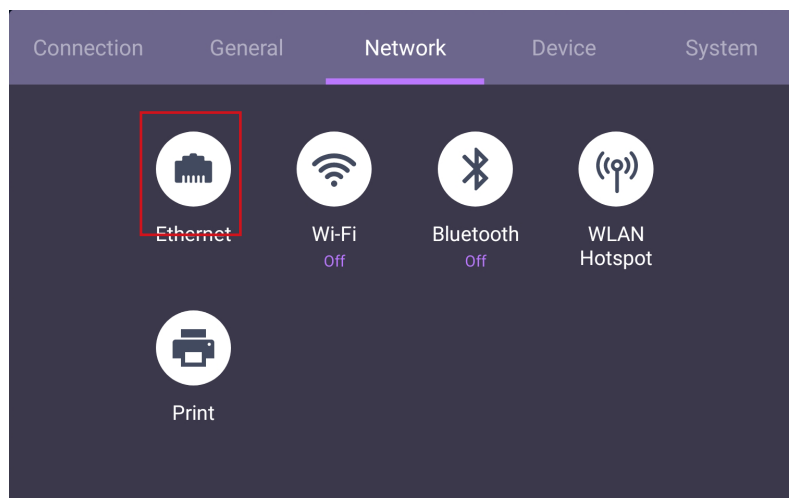 Connection General Network Device System
Ethernet Wi-Fi Bluetooth WLAN
Off Off Hotspot
Print